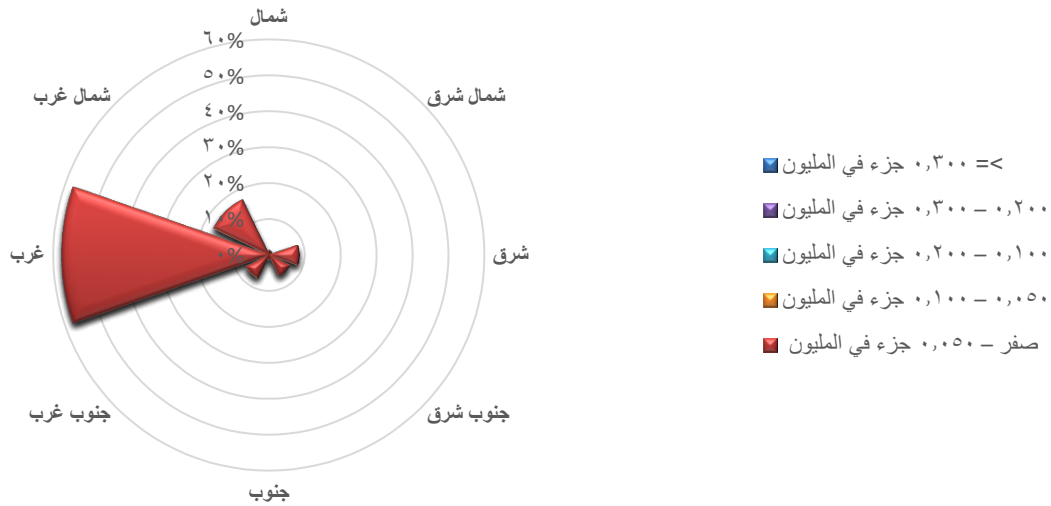 شمال
٦٠%
٥٠%
٤٠%
٣٠%
٢٠%
١٠%
٠%
شمال شرق
شرق
جنوب شرق
جنوب
جنوب غرب
غرب
شمال غرب
>= ٠,٣٠٠ جزء في المليون
٠,٢٠٠ – ٠,٣٠٠ جزء في المليون
٠,١٠٠ – ٠,٢٠٠ جزء في المليون
٠,٠٥٠ – ٠,١٠٠ جزء في المليون
صفر – ٠,٠٥٠ جزء في المليون